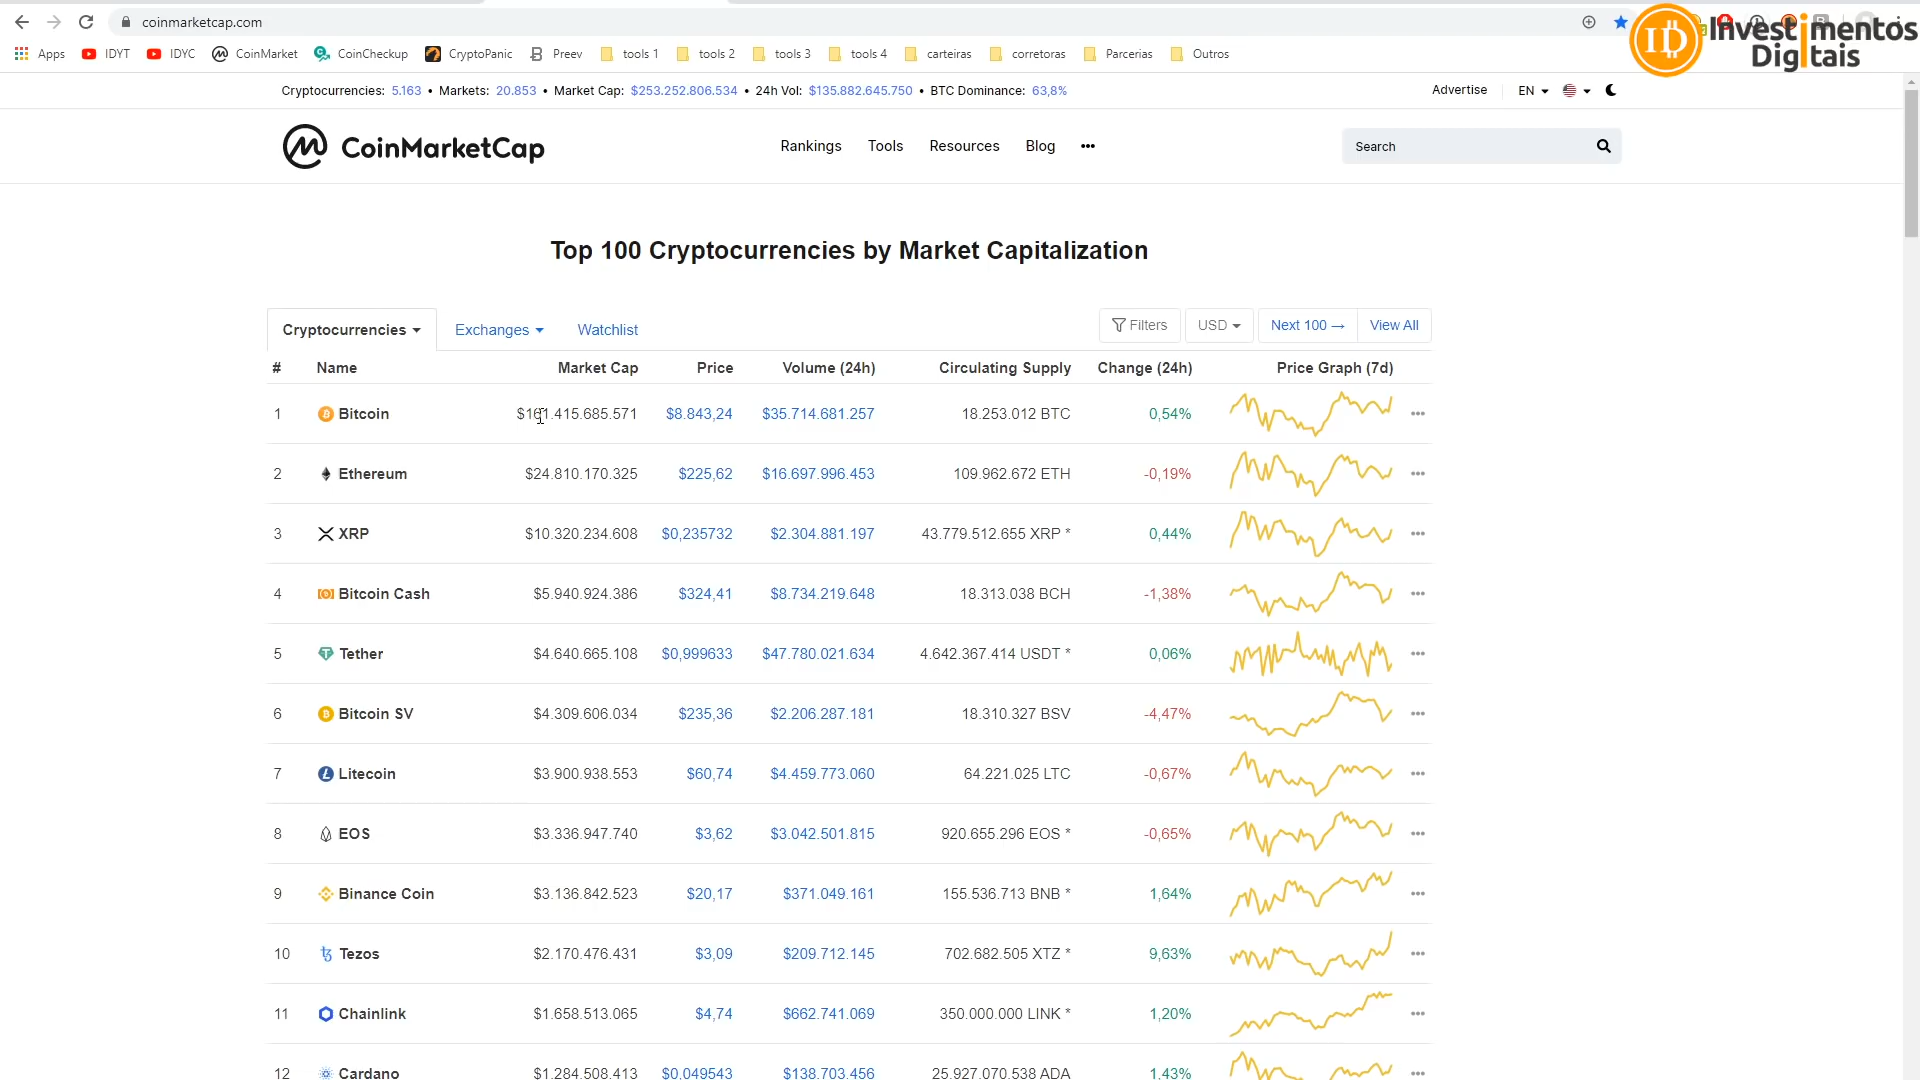 coinmarketcap.com
Investimentos
Digitais
Apps IDYT IDYC CoinMarket CoinCheckup CryptoPanic Preev tools 1 tools 2 tools 3 tools 4 carteiras corretoras Parcerias Outros
Cryptocurrencies: 5.163 • Markets: 20.853 • Market Cap: $253.252.806.534 • 24h Vol: $135.882.645.750 • BTC Dominance: 63,8% Advertise EN
CoinMarketCap Rankings Tools Resources Blog ••• Search
Top 100 Cryptocurrencies by Market Capitalization
Cryptocurrencies Exchanges Watchlist Filters USD Next 100 → View All
# Name Market Cap Price Volume (24h) Circulating Supply Change (24h) Price Graph (7d)
1 Bitcoin $161.415.685.571 $8.843,24 $35.714.681.257 18.253.012 BTC 0,54%
2 Ethereum $24.810.170.325 $225,62 $16.697.996.453 109.962.672 ETH -0,19%
3 XRP $10.320.234.608 $0,235732 $2.304.881.197 43.779.512.655 XRP * 0,44%
4 Bitcoin Cash $5.940.924.386 $324,41 $8.734.219.648 18.313.038 BCH -1,38%
5 Tether $4.640.665.108 $0,999633 $47.780.021.634 4.642.367.414 USDT * 0,06%
6 Bitcoin SV $4.309.606.034 $235,36 $2.206.287.181 18.310.327 BSV -4,47%
7 Litecoin $3.900.938.553 $60,74 $4.459.773.060 64.221.025 LTC -0,67%
8 EOS $3.336.947.740 $3,62 $3.042.501.815 920.655.296 EOS * -0,65%
9 Binance Coin $3.136.842.523 $20,17 $371.049.161 155.536.713 BNB * 1,64%
10 Tezos $2.170.476.431 $3,09 $209.712.145 702.682.505 XTZ * 9,63%
11 Chainlink $1.658.513.065 $4,74 $662.741.069 350.000.000 LINK * 1,20%
12 Cardano $1.284.508.413 $0,049543 $138.703.456 25.927.070.538 ADA 1,43%